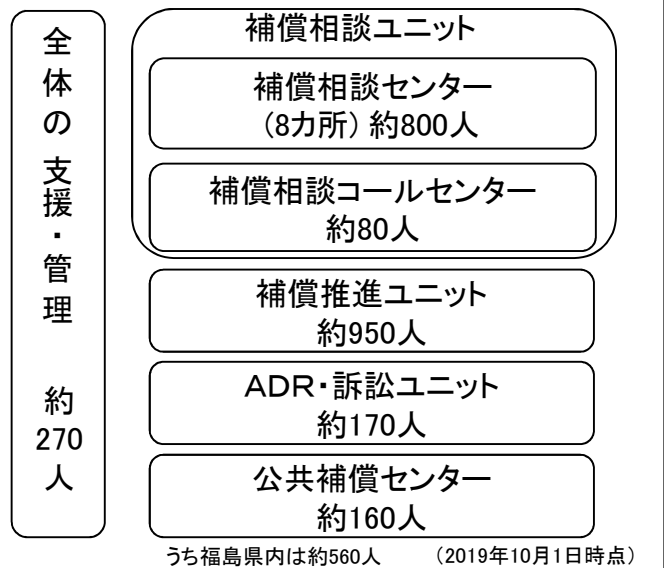 全体の支援・管理 約270人
補償相談ユニット
補償相談センター
(8カ所) 約800人
補償相談コールセンター
約80人
補償推進ユニット
約950人
ADR・訴訟ユニット
約170人
公共補償センター
約160人
うち福島県内は約560人 (2019年10月1日時点)